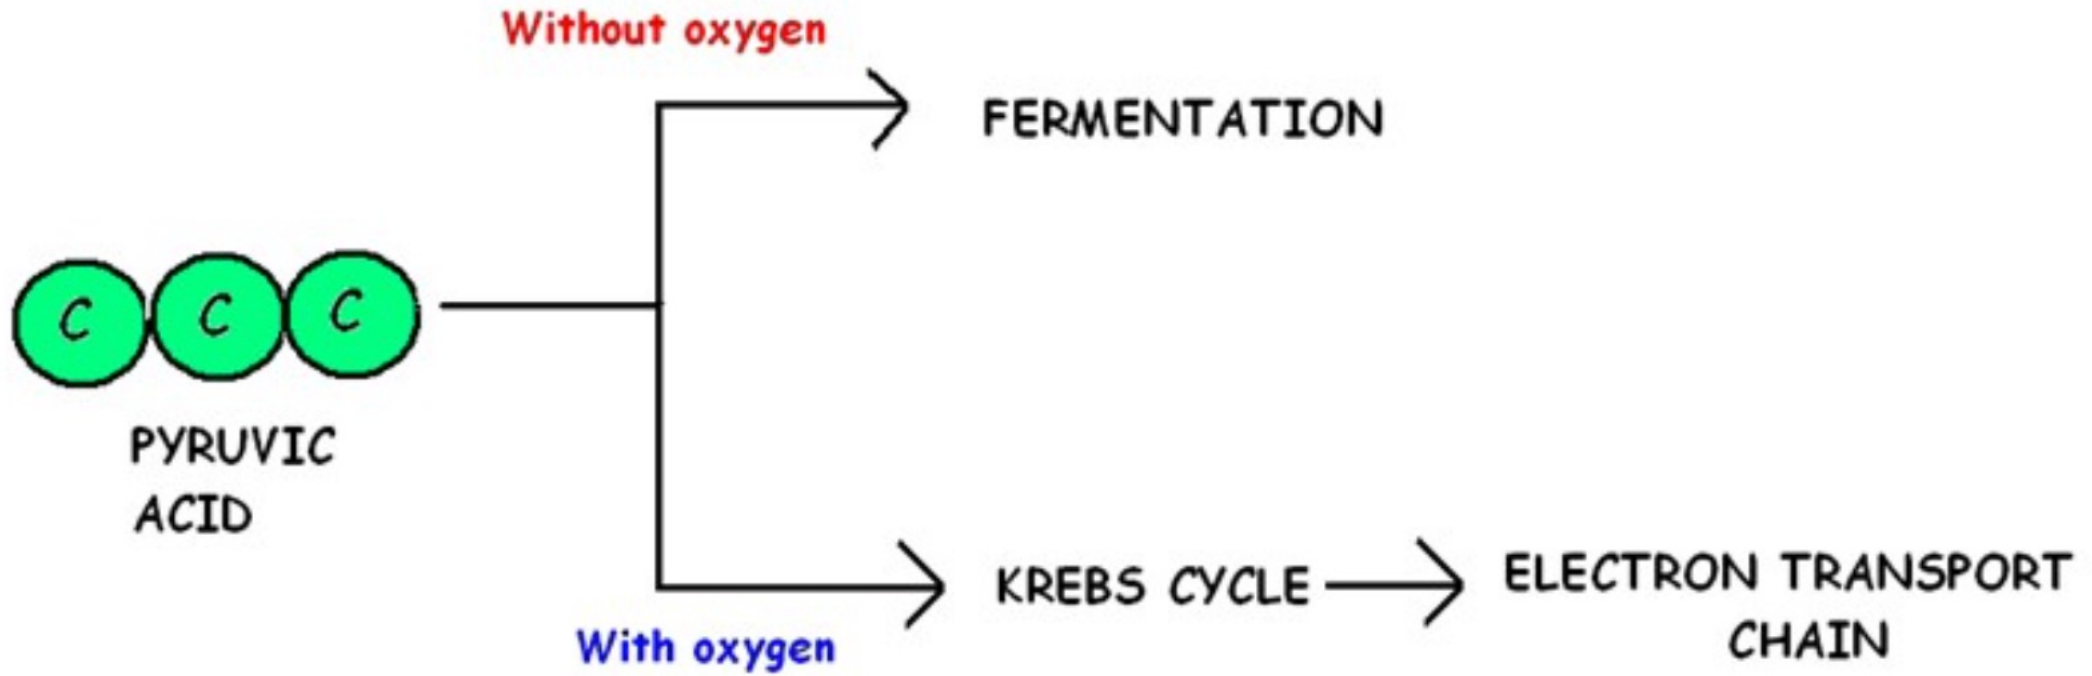 Without oxygen
FERMENTATION
C C C
PYRUVIC
ACID
KREBS CYCLE
ELECTRON TRANSPORT
CHAIN
With oxygen